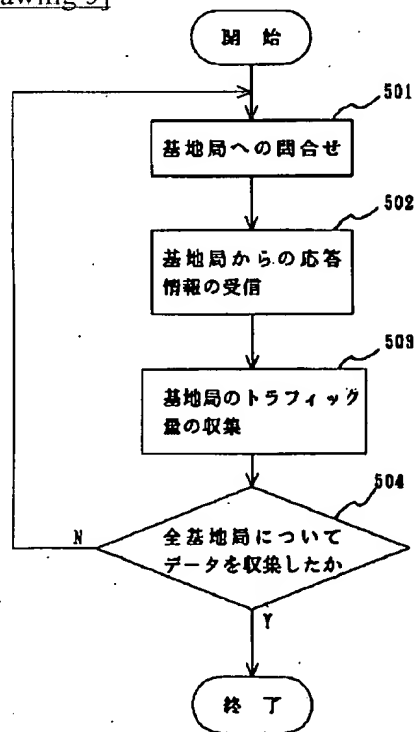 awing 5]
開 始
501
基地局への問合せ
502
基地局からの応答
情報の受信
503
基地局のトラフィック
量の収集
504
全基地局について
データを収集したか
N
Y
終 了